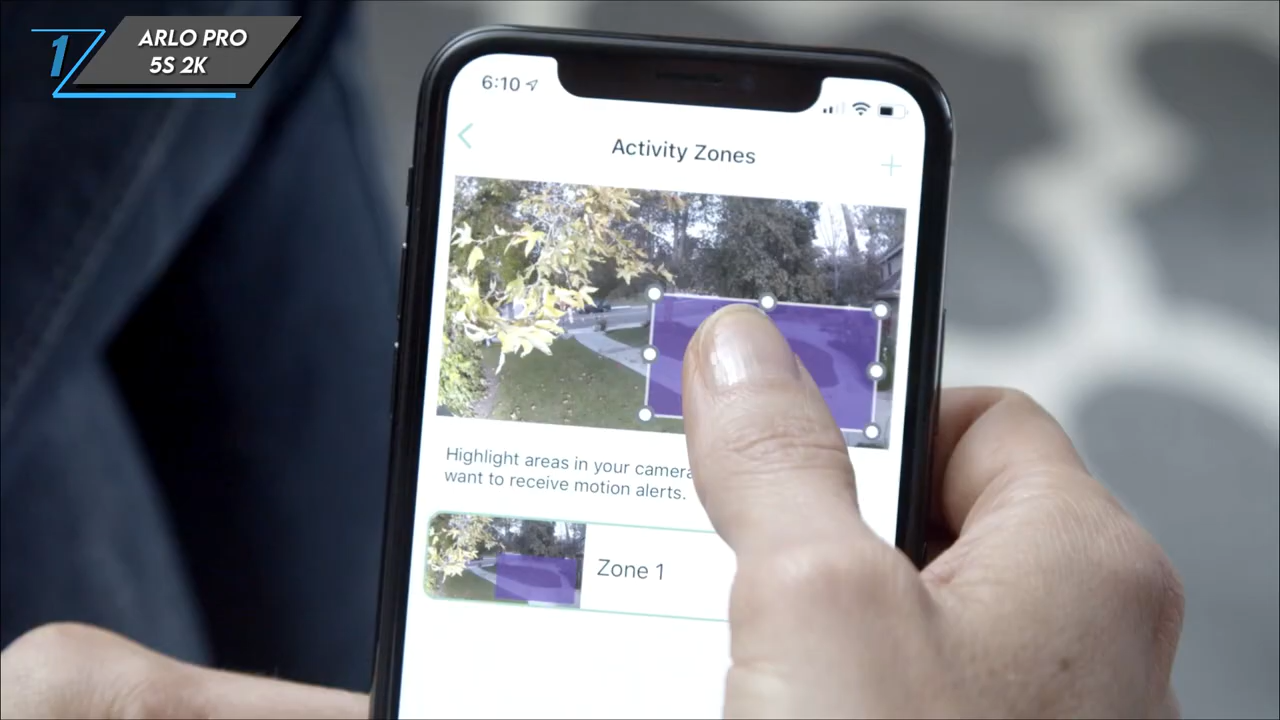 1
ARLO PRO
5S 2K
6:10
Activity Zones
Highlight areas in your camera
want to receive motion alerts.
Zone 1